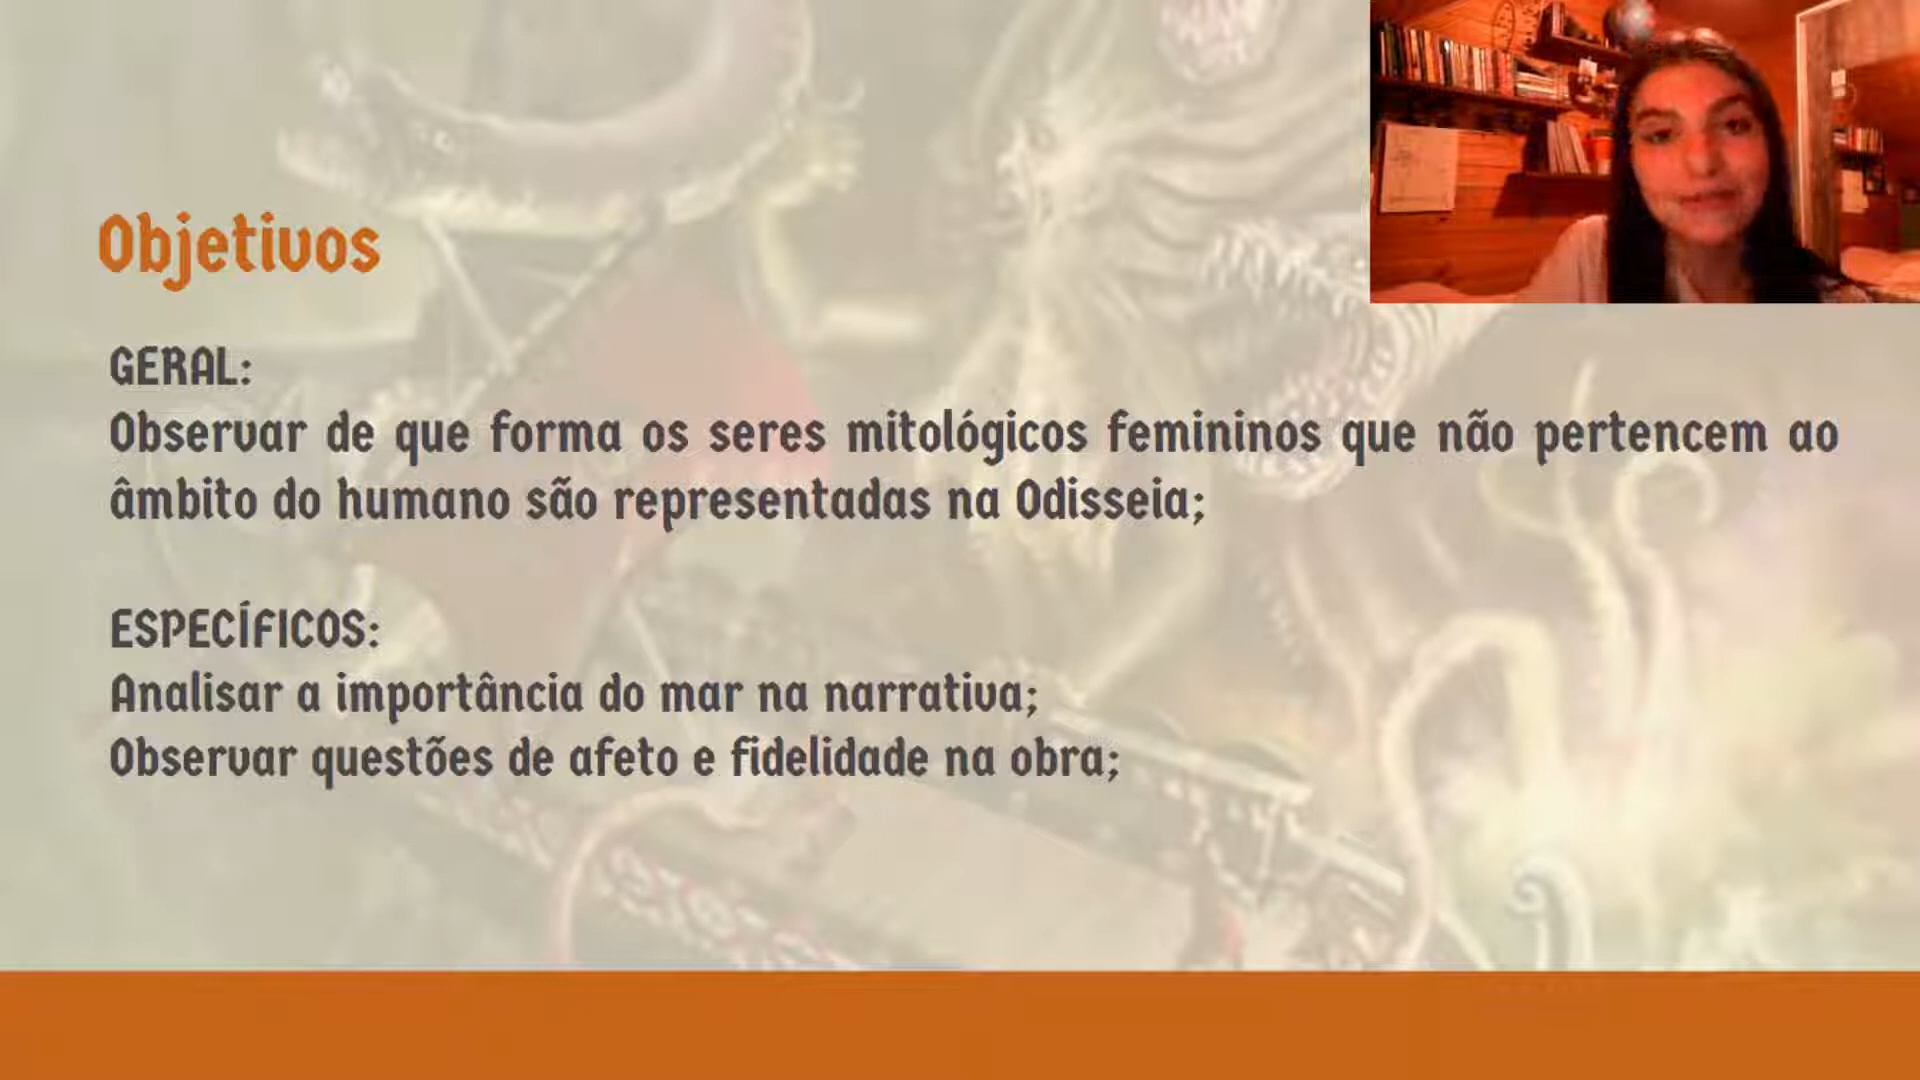 Objetivos
GERAL:
Observar de que forma os seres mitológicos femininos que não pertencem ao
âmbito do humano são representadas na Odisseia;
ESPECÍFICOS:
Analisar a importância do mar na narrativa;
Observar questões de afeto e fidelidade na obra;